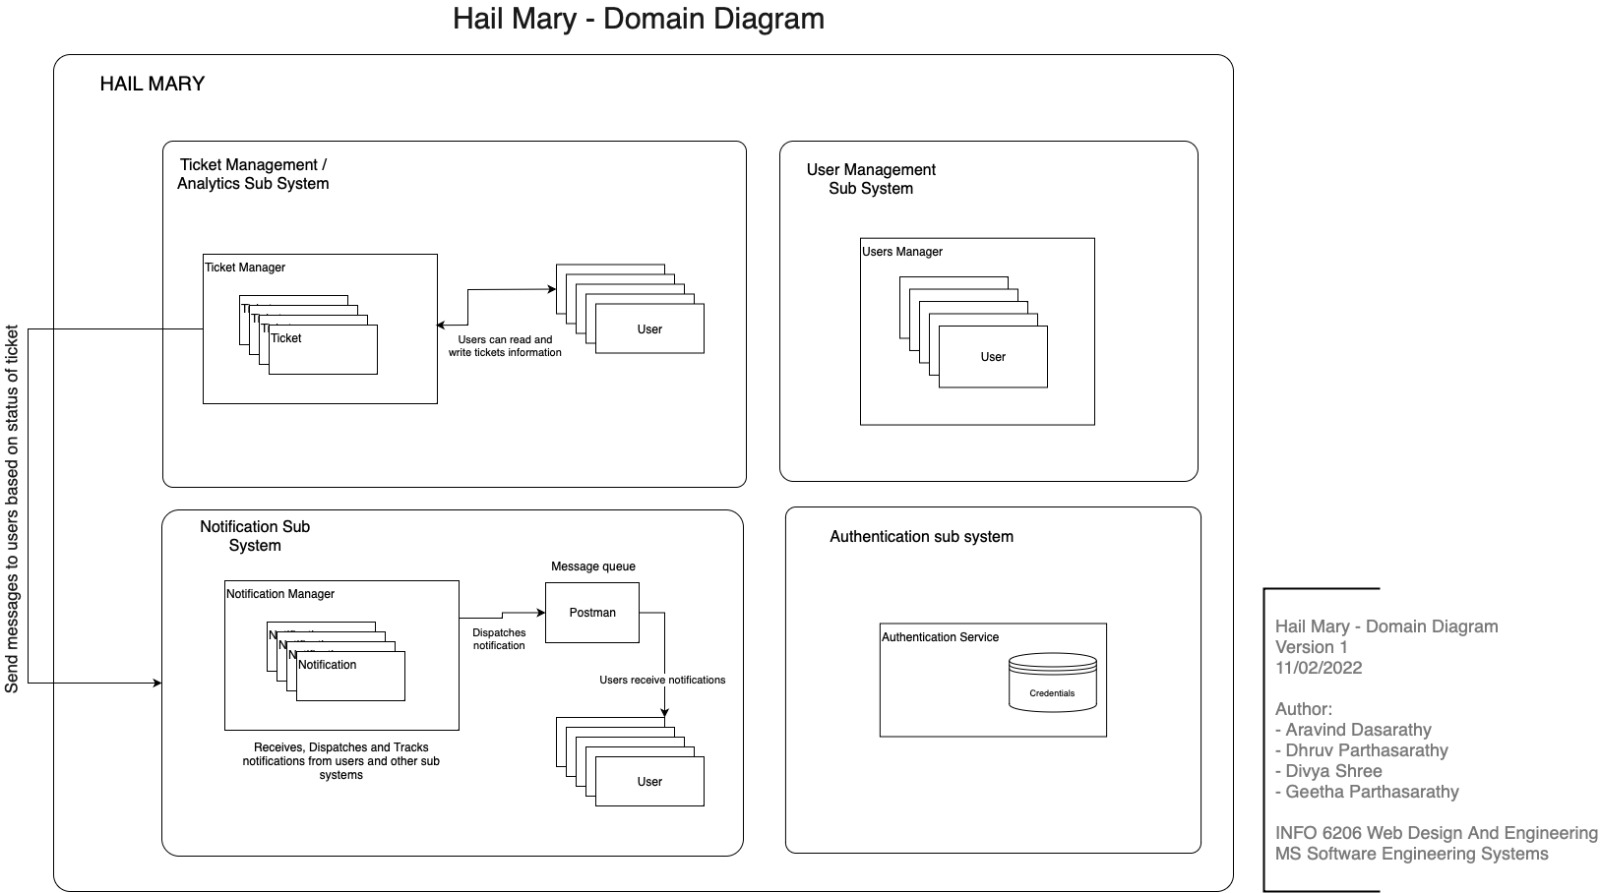 Hail Mary - Domain Diagram
HAIL MARY
Ticket Management /
Analytics Sub System
Ticket Manager
Ticket
Users can read and
write tickets information
User
User Management
Sub System
Users Manager
User
Send messages to users based on status of ticket
Notification Sub
System
Notification Manager
Notification
Receives, Dispatches and Tracks
notifications from users and other sub
systems
Dispatches
notification
Message queue
Postman
Users receive notifications
User
Authentication sub system
Authentication Service
Credentials
Hail Mary - Domain Diagram
Version 1
11/02/2022
Author:
- Aravind Dasarathy
- Dhruv Parthasarathy
- Divya Shree
- Geetha Parthasarathy
INFO 6206 Web Design And Engineering
MS Software Engineering Systems